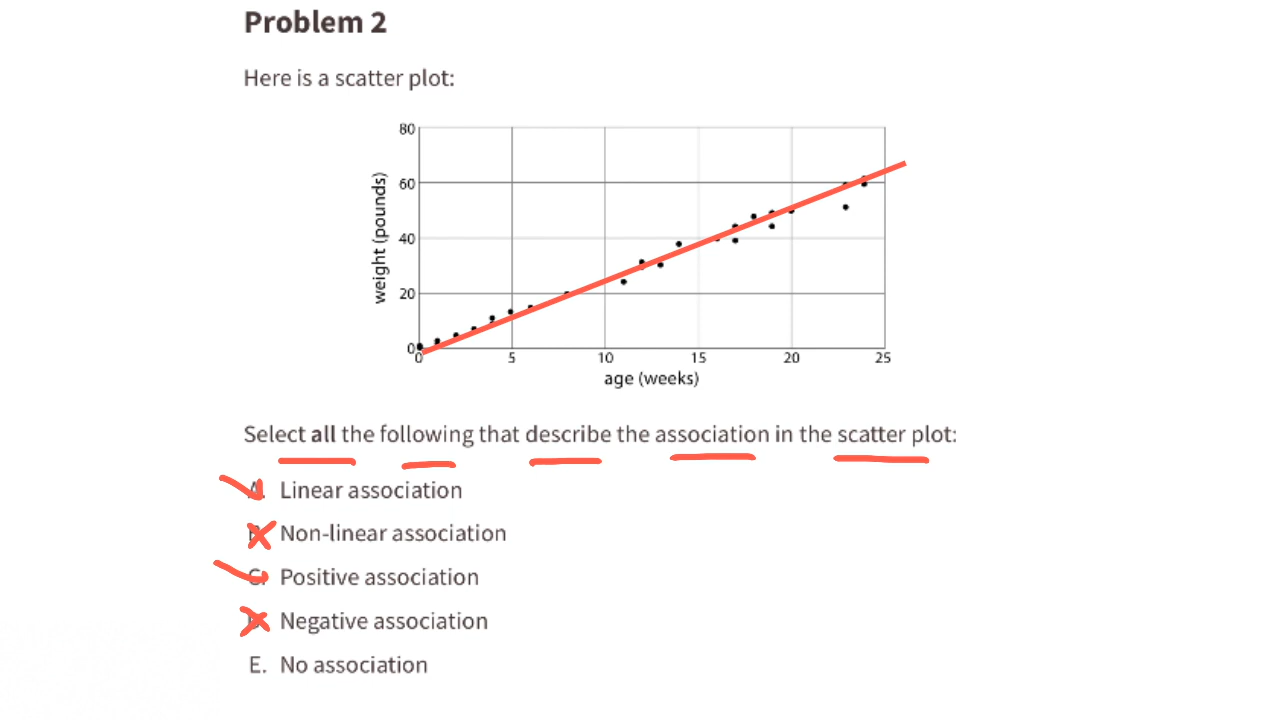 Problem 2
Here is a scatter plot:
80
60
40
20
0
weight (pounds)
0 5 10 15 20 25
age (weeks)
Select all the following that describe the association in the scatter plot:
A. Linear association
B. Non-linear association
C. Positive association
Negative association
E. No association